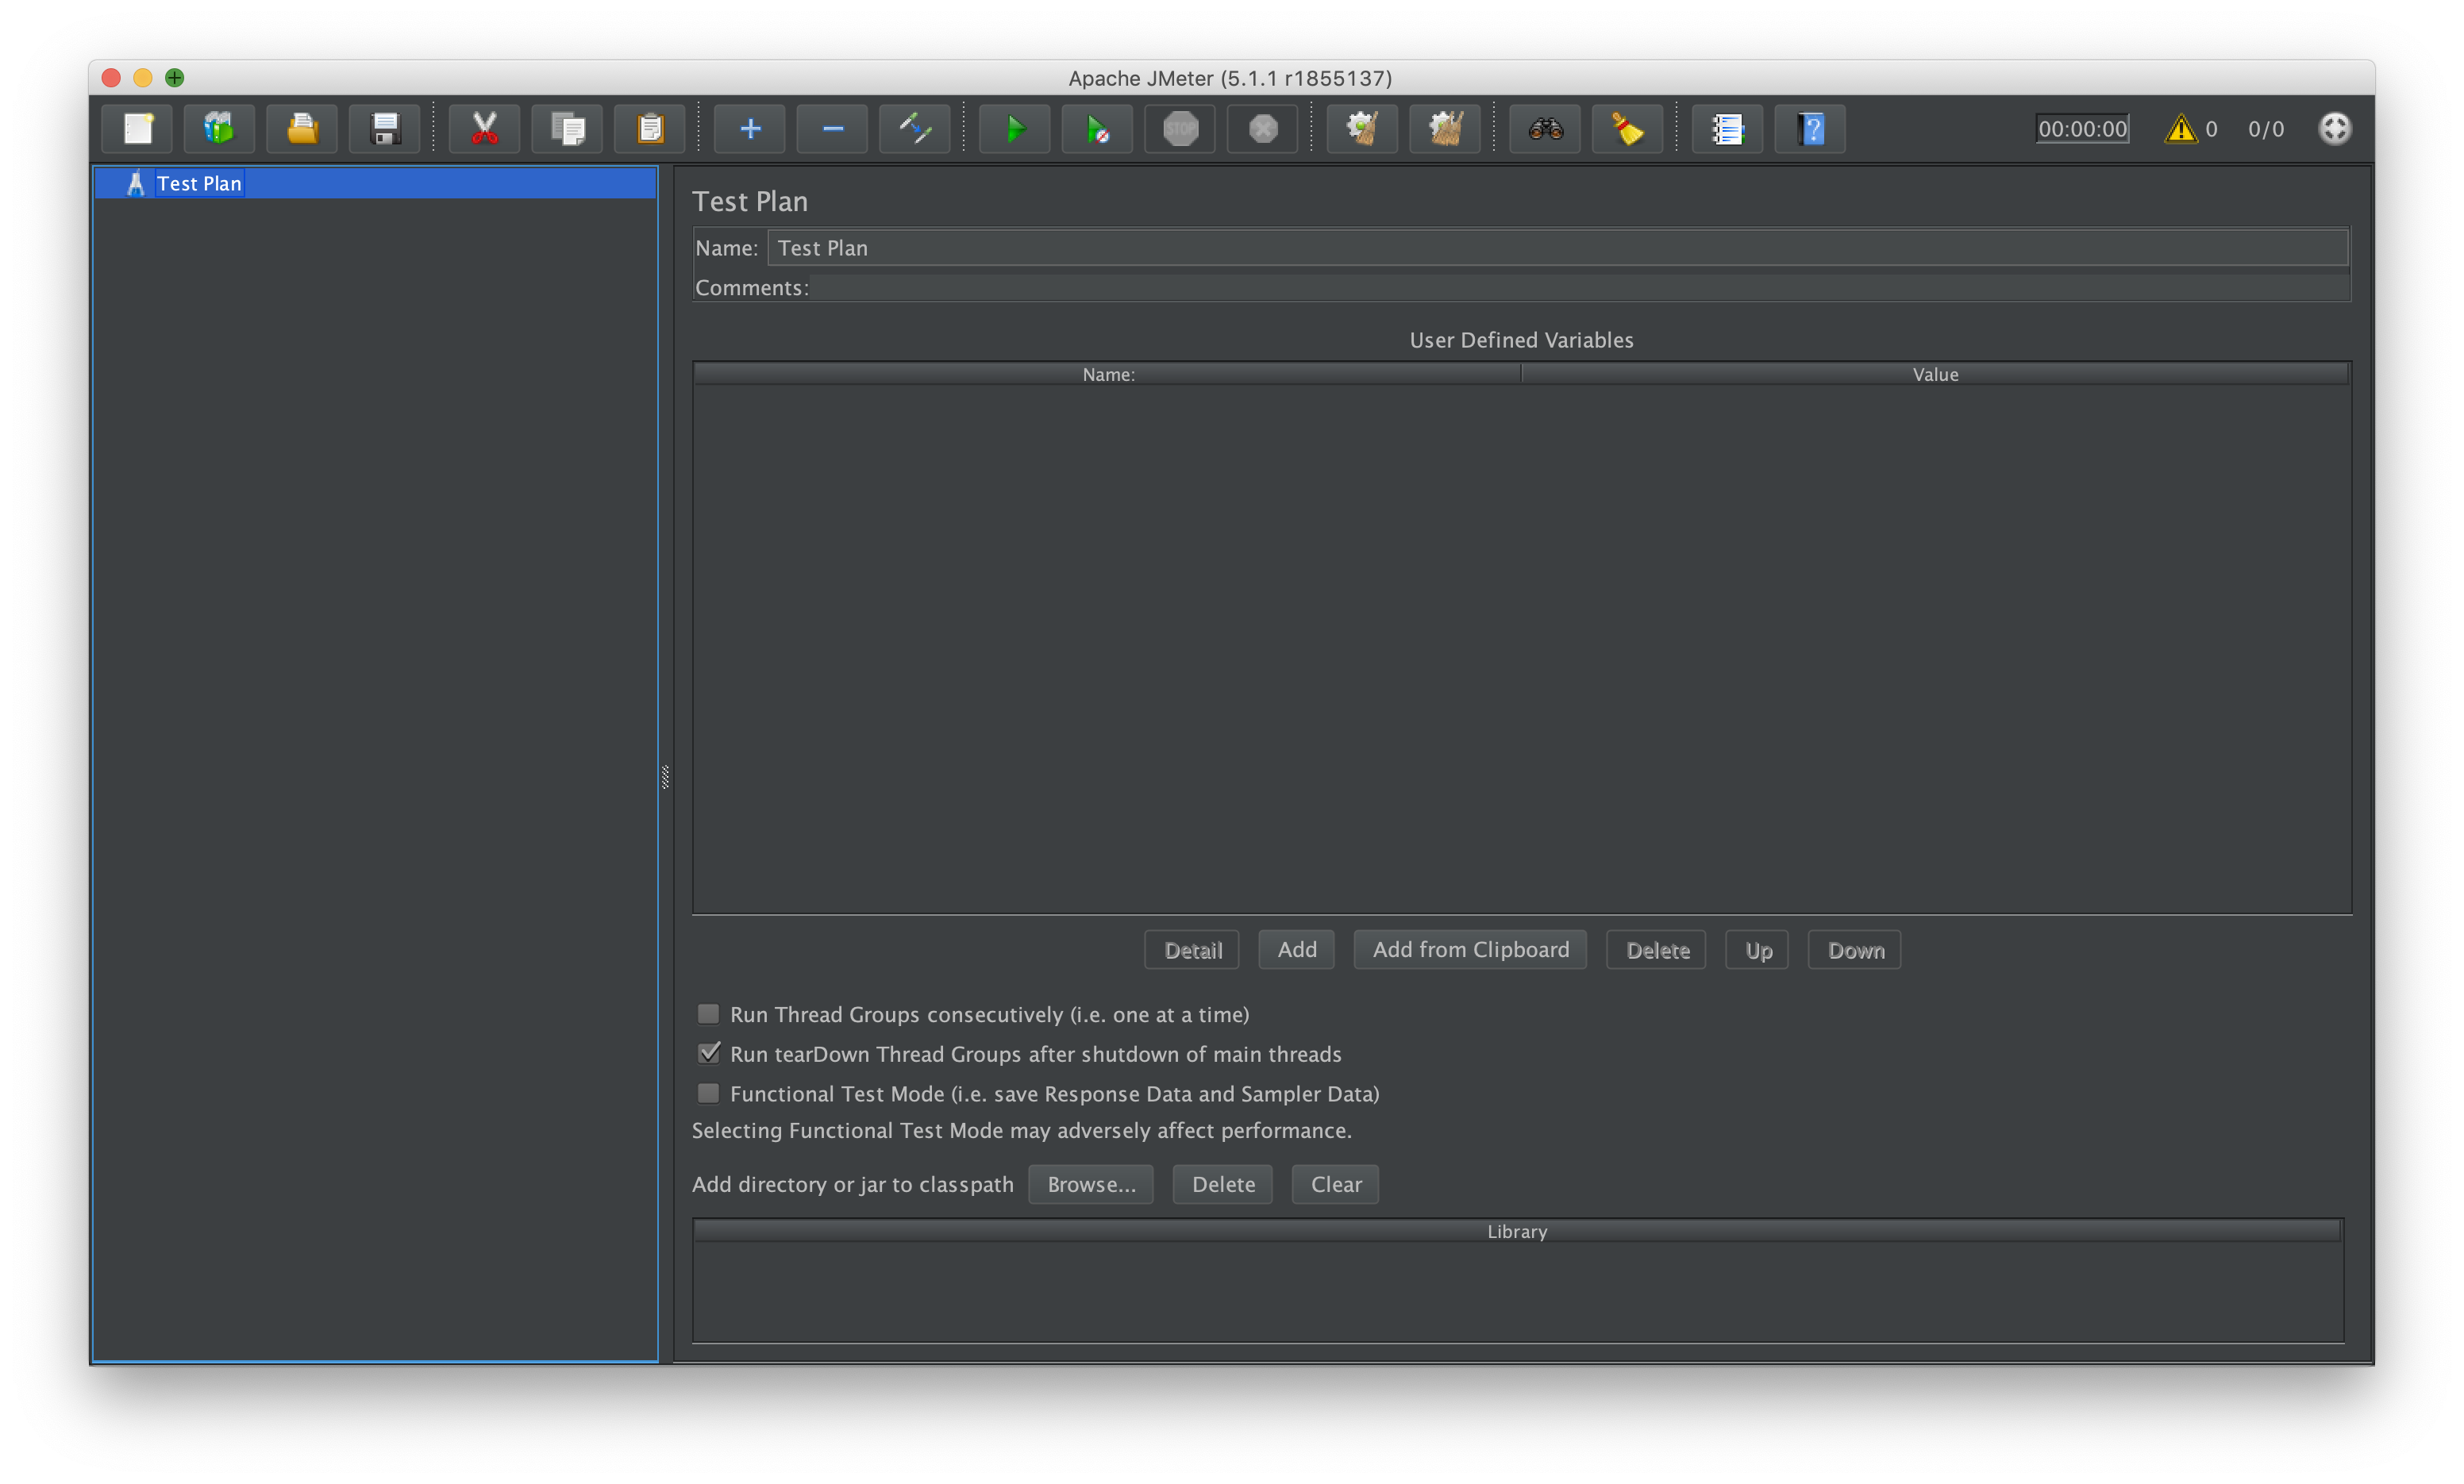 Apache JMeter (5.1.1 r1855137)
STOP
?
00:00:00
0
0/0
Test Plan
Test Plan
Name: Test Plan
Comments:
User Defined Variables
Name: Value
Detail Add Add from Clipboard Delete Up Down
Run Thread Groups consecutively (i.e. one at a time)
Run tearDown Thread Groups after shutdown of main threads
Functional Test Mode (i.e. save Response Data and Sampler Data)
Selecting Functional Test Mode may adversely affect performance.
Add directory or jar to classpath Browse... Delete Clear
Library